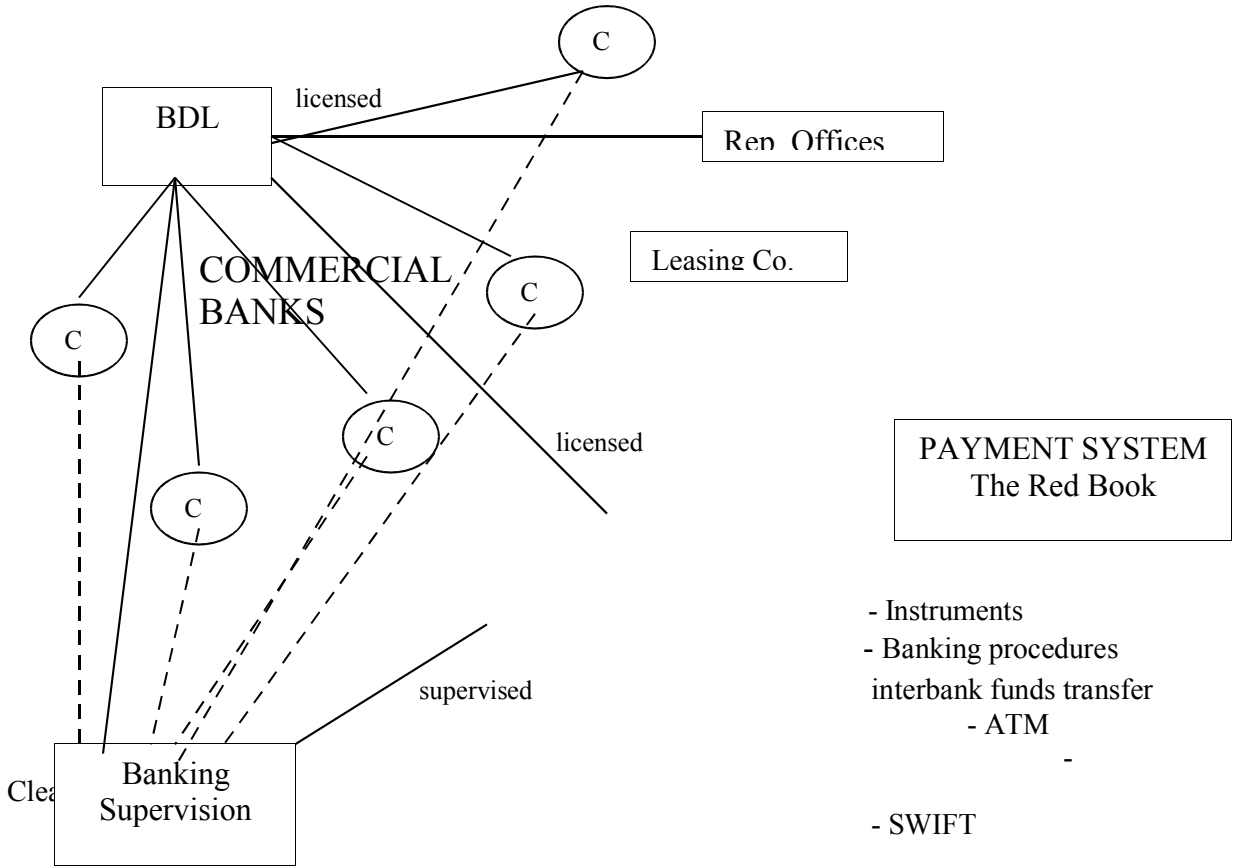 C
licensed
BDL
Rep. Offices
COMMERCIAL
BANKS
Leasing Co.
C
C
C
licensed
C
PAYMENT SYSTEM
The Red Book
- Instruments
- Banking procedures
interbank funds transfer
- ATM
-
supervised
Banking
Supervision
- SWIFT